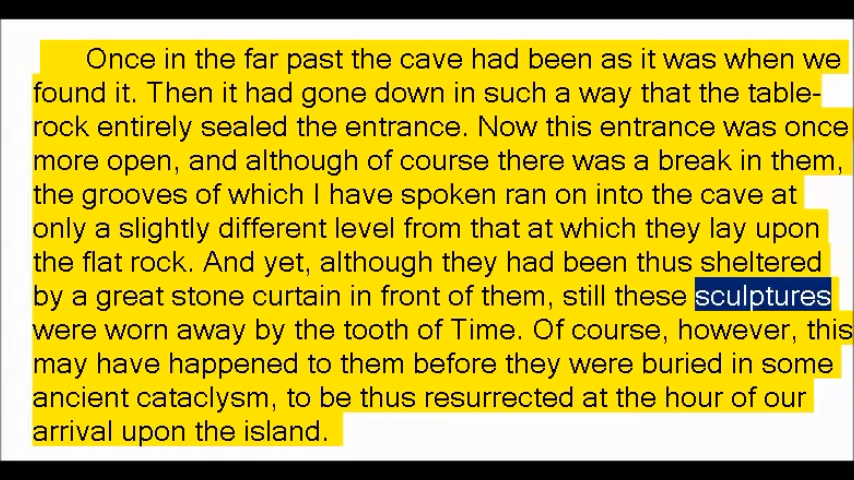 Once in the far past the cave had been as it was when we
found it. Then it had gone down in such a way that the table-
rock entirely sealed the entrance. Now this entrance was once
more open, and although of course there was a break in them,
the grooves of which I have spoken ran on into the cave at
only a slightly different level from that at which they lay upon
the flat rock. And yet, although they had been thus sheltered
by a great stone curtain in front of them, still these sculptures
were worn away by the tooth of Time. Of course, however, this
may have happened to them before they were buried in some
ancient cataclysm, to be thus resurrected at the hour of our
arrival upon the island.